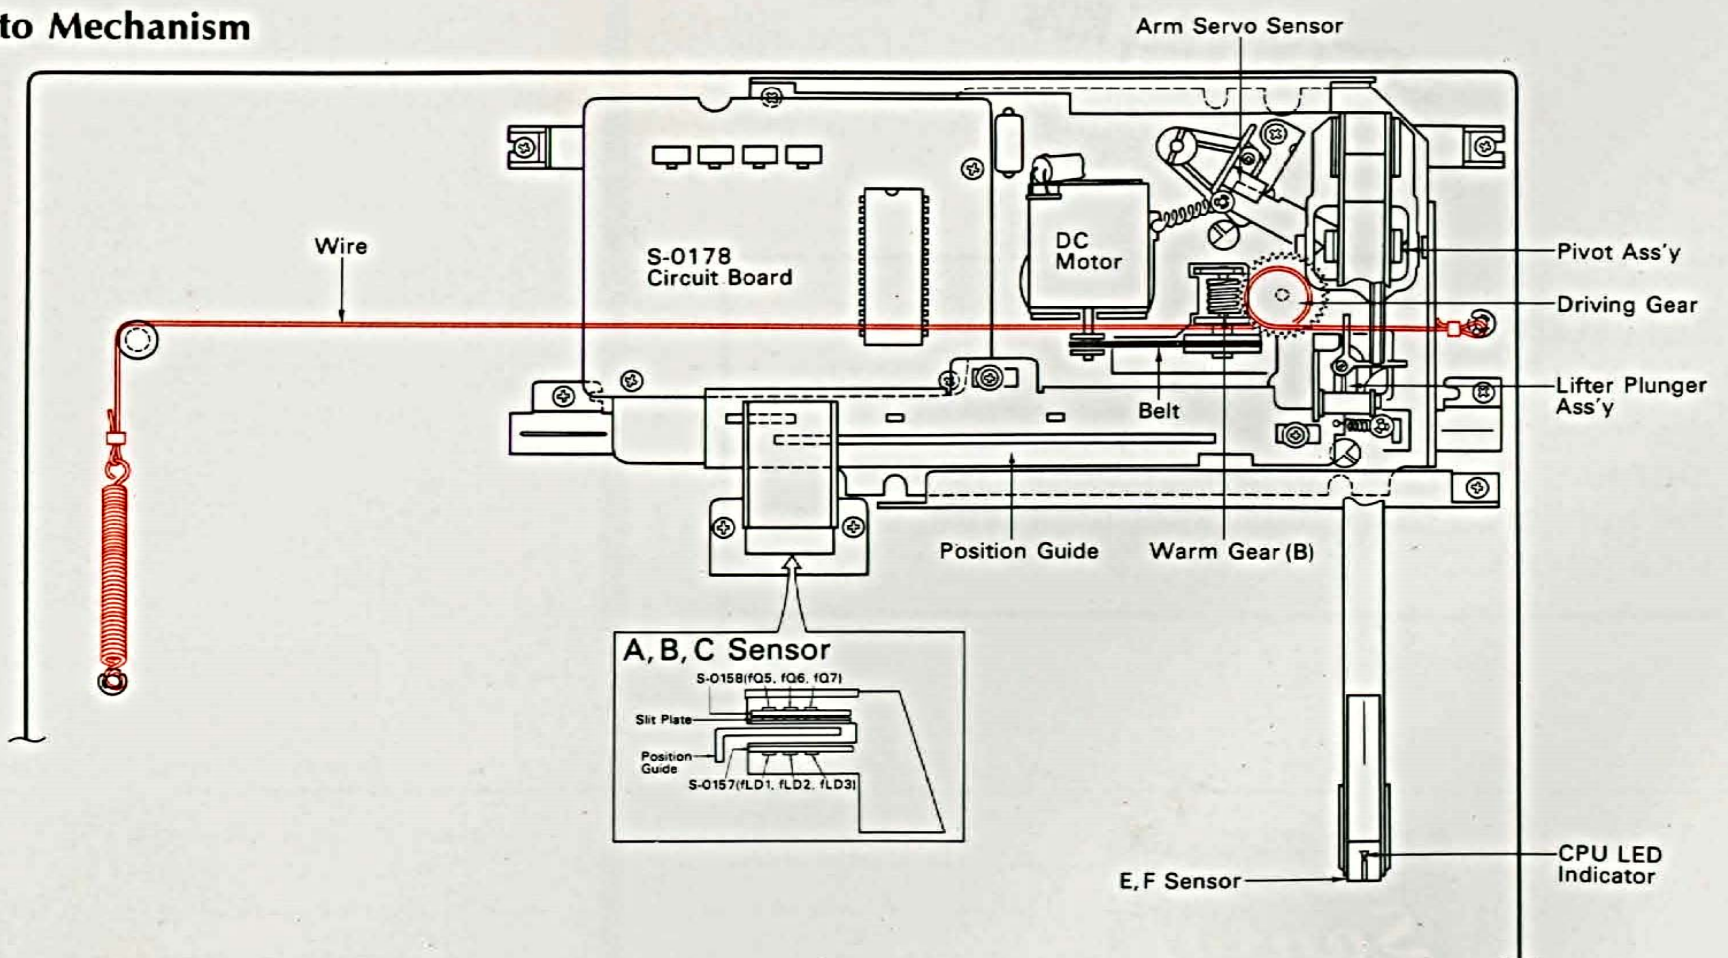 to Mechanism
Arm Servo Sensor
Wire
S-0178
Circuit Board
DC
Motor
Pivot Ass'y
Driving Gear
Lifter Plunger
Ass'y
Belt
Position Guide
Warm Gear (B)
A, B, C Sensor
S-0158(fQ5, fQ6, fQ7)
Slit Plate
Position
Guide
S-0157(fLD1, fLD2, fLD3)
E, F Sensor
CPU LED
Indicator